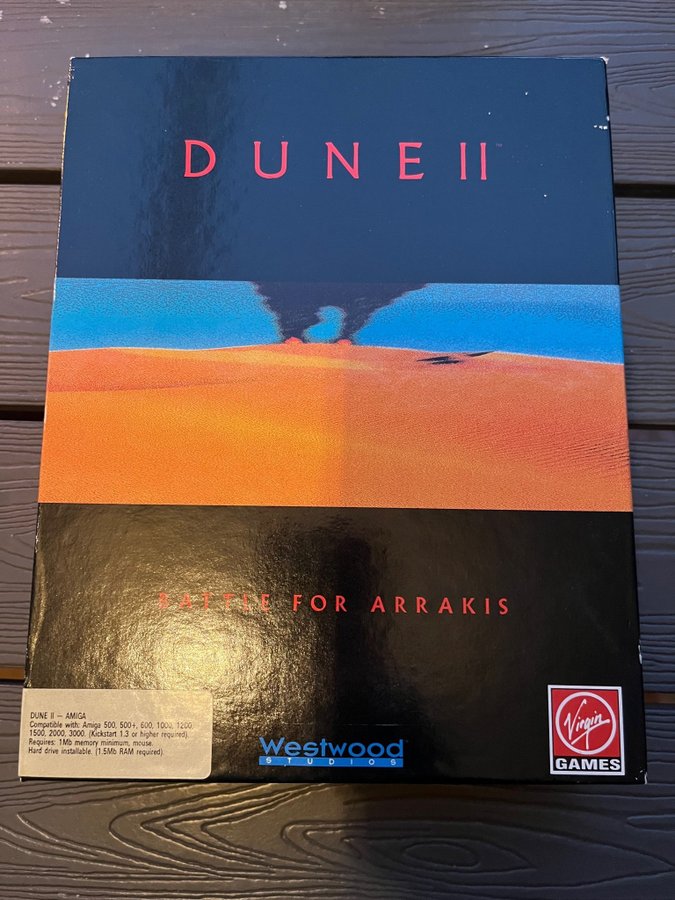 DUNE II
BATTLE FOR ARRAKIS
DUNE II — AMIGA
Compatible with: Amiga 500, 500+, 600, 1000, 1200,
1500, 2000, 3000. (Kickstart 1.3 or higher required).
Requires: 1Mb memory minimum, mouse.
Hard drive installable. (1.5Mb RAM required).
Westwood
STUDIOS
Virgin
GAMES